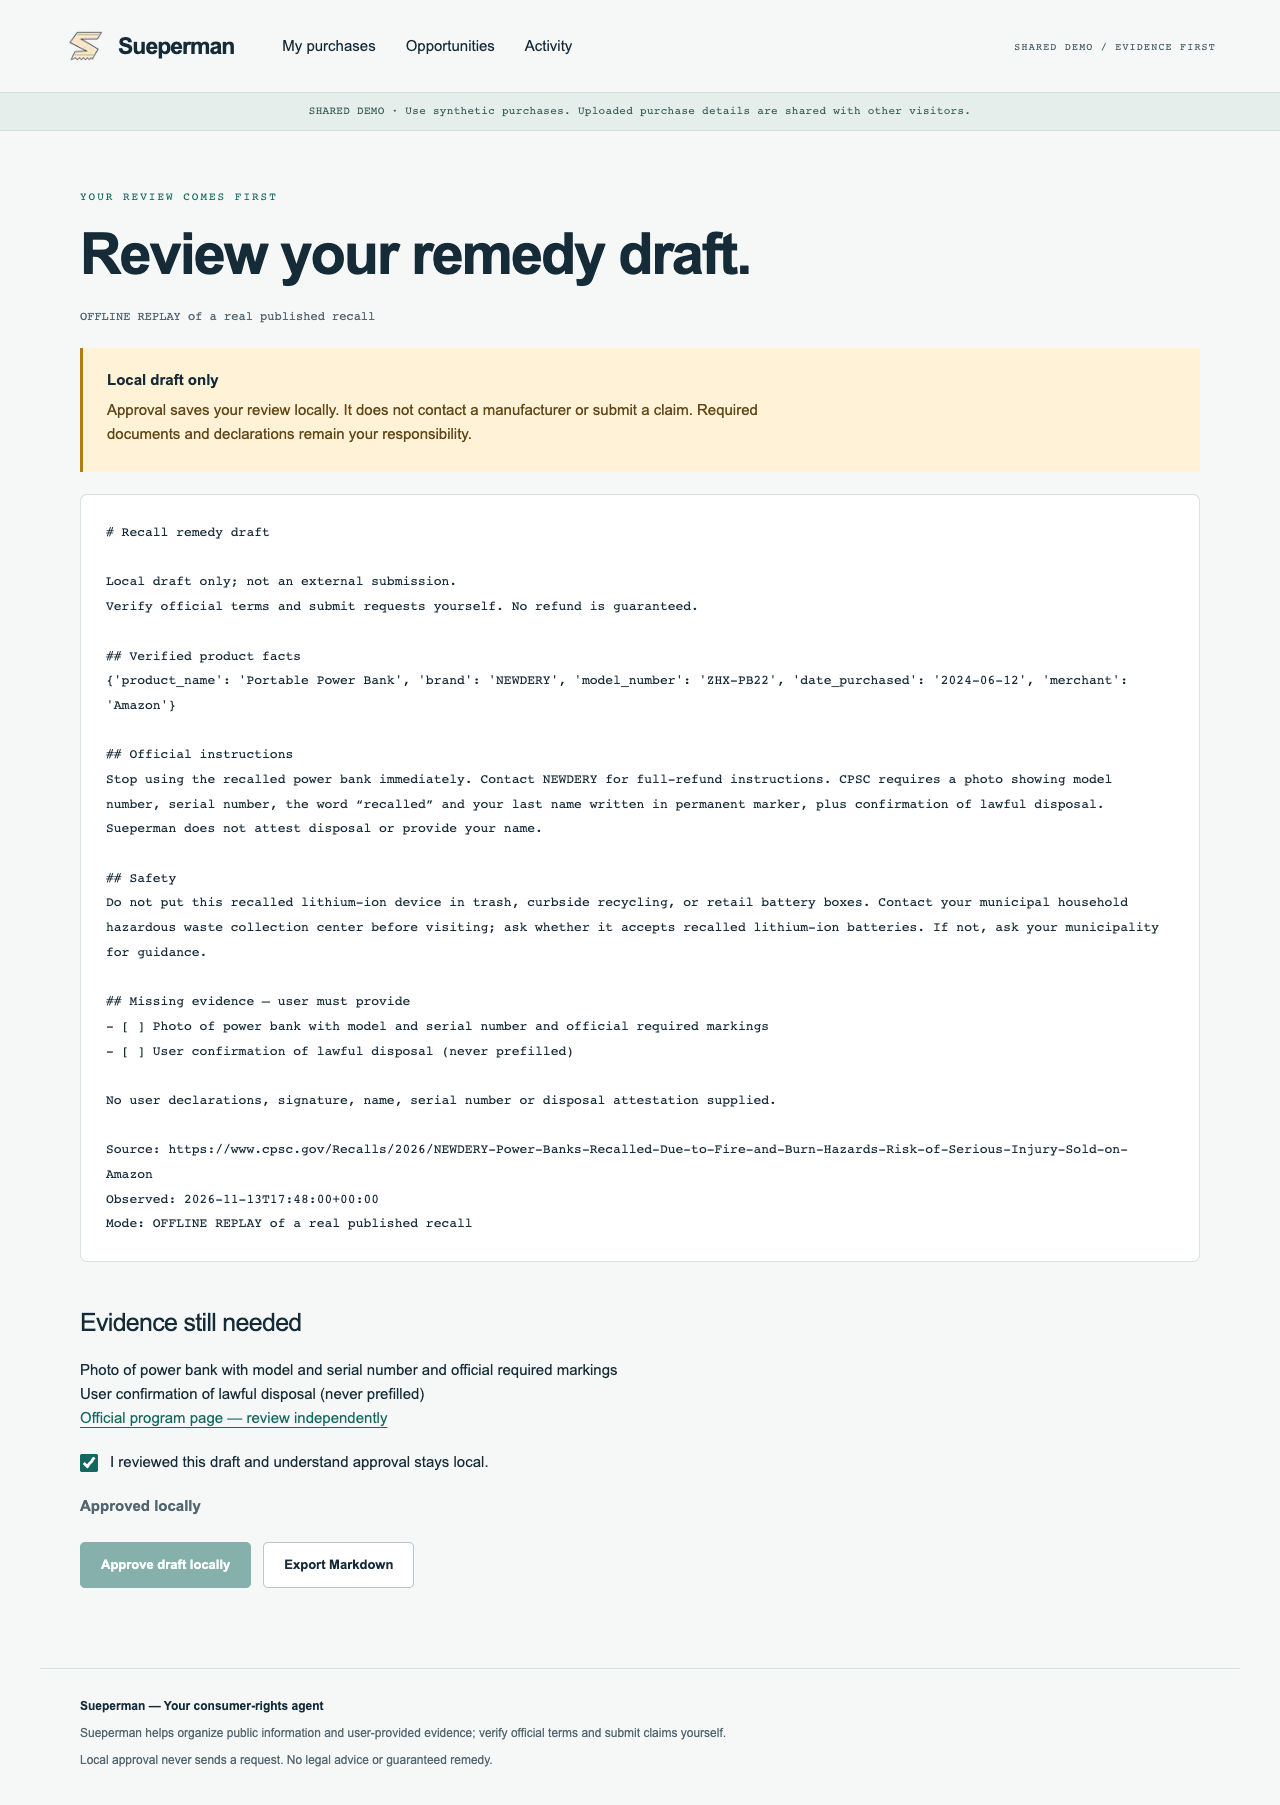 Sueperman
My purchases
Opportunities
Activity
SHARED DEMO / EVIDENCE FIRST
SHARED DEMO · Use synthetic purchases. Uploaded purchase details are shared with other visitors.
YOUR REVIEW COMES FIRST
Review your remedy draft.
OFFLINE REPLAY of a real published recall
Local draft only
Approval saves your review locally. It does not contact a manufacturer or submit a claim. Required
documents and declarations remain your responsibility.
# Recall remedy draft
Local draft only; not an external submission.
Verify official terms and submit requests yourself. No refund is guaranteed.
## Verified product facts
{'product_name': 'Portable Power Bank', 'brand': 'NEWDERY', 'model_number': 'ZHX-PB22', 'date_purchased': '2024-06-12', 'merchant':
'Amazon'}
## Official instructions
Stop using the recalled power bank immediately. Contact NEWDERY for full-refund instructions. CPSC requires a photo showing model
number, serial number, the word “recalled” and your last name written in permanent marker, plus confirmation of lawful disposal.
Sueperman does not attest disposal or provide your name.
## Safety
Do not put this recalled lithium-ion device in trash, curbside recycling, or retail battery boxes. Contact your municipal household
hazardous waste collection center before visiting; ask whether it accepts recalled lithium-ion batteries. If not, ask your municipality
for guidance.
## Missing evidence — user must provide
- [ ] Photo of power bank with model and serial number and official required markings
- [ ] User confirmation of lawful disposal (never prefilled)
No user declarations, signature, name, serial number or disposal attestation supplied.
Source: https://www.cpsc.gov/Recalls/2026/NEWDERY-Power-Banks-Recalled-Due-to-Fire-and-Burn-Hazards-Risk-of-Serious-Injury-Sold-on-
Amazon
Observed: 2026-11-13T17:48:00+00:00
Mode: OFFLINE REPLAY of a real published recall
Evidence still needed
Photo of power bank with model and serial number and official required markings
User confirmation of lawful disposal (never prefilled)
Official program page — review independently
I reviewed this draft and understand approval stays local.
Approved locally
Approve draft locally
Export Markdown
Sueperman — Your consumer-rights agent
Sueperman helps organize public information and user-provided evidence; verify official terms and submit claims yourself.
Local approval never sends a request. No legal advice or guaranteed remedy.